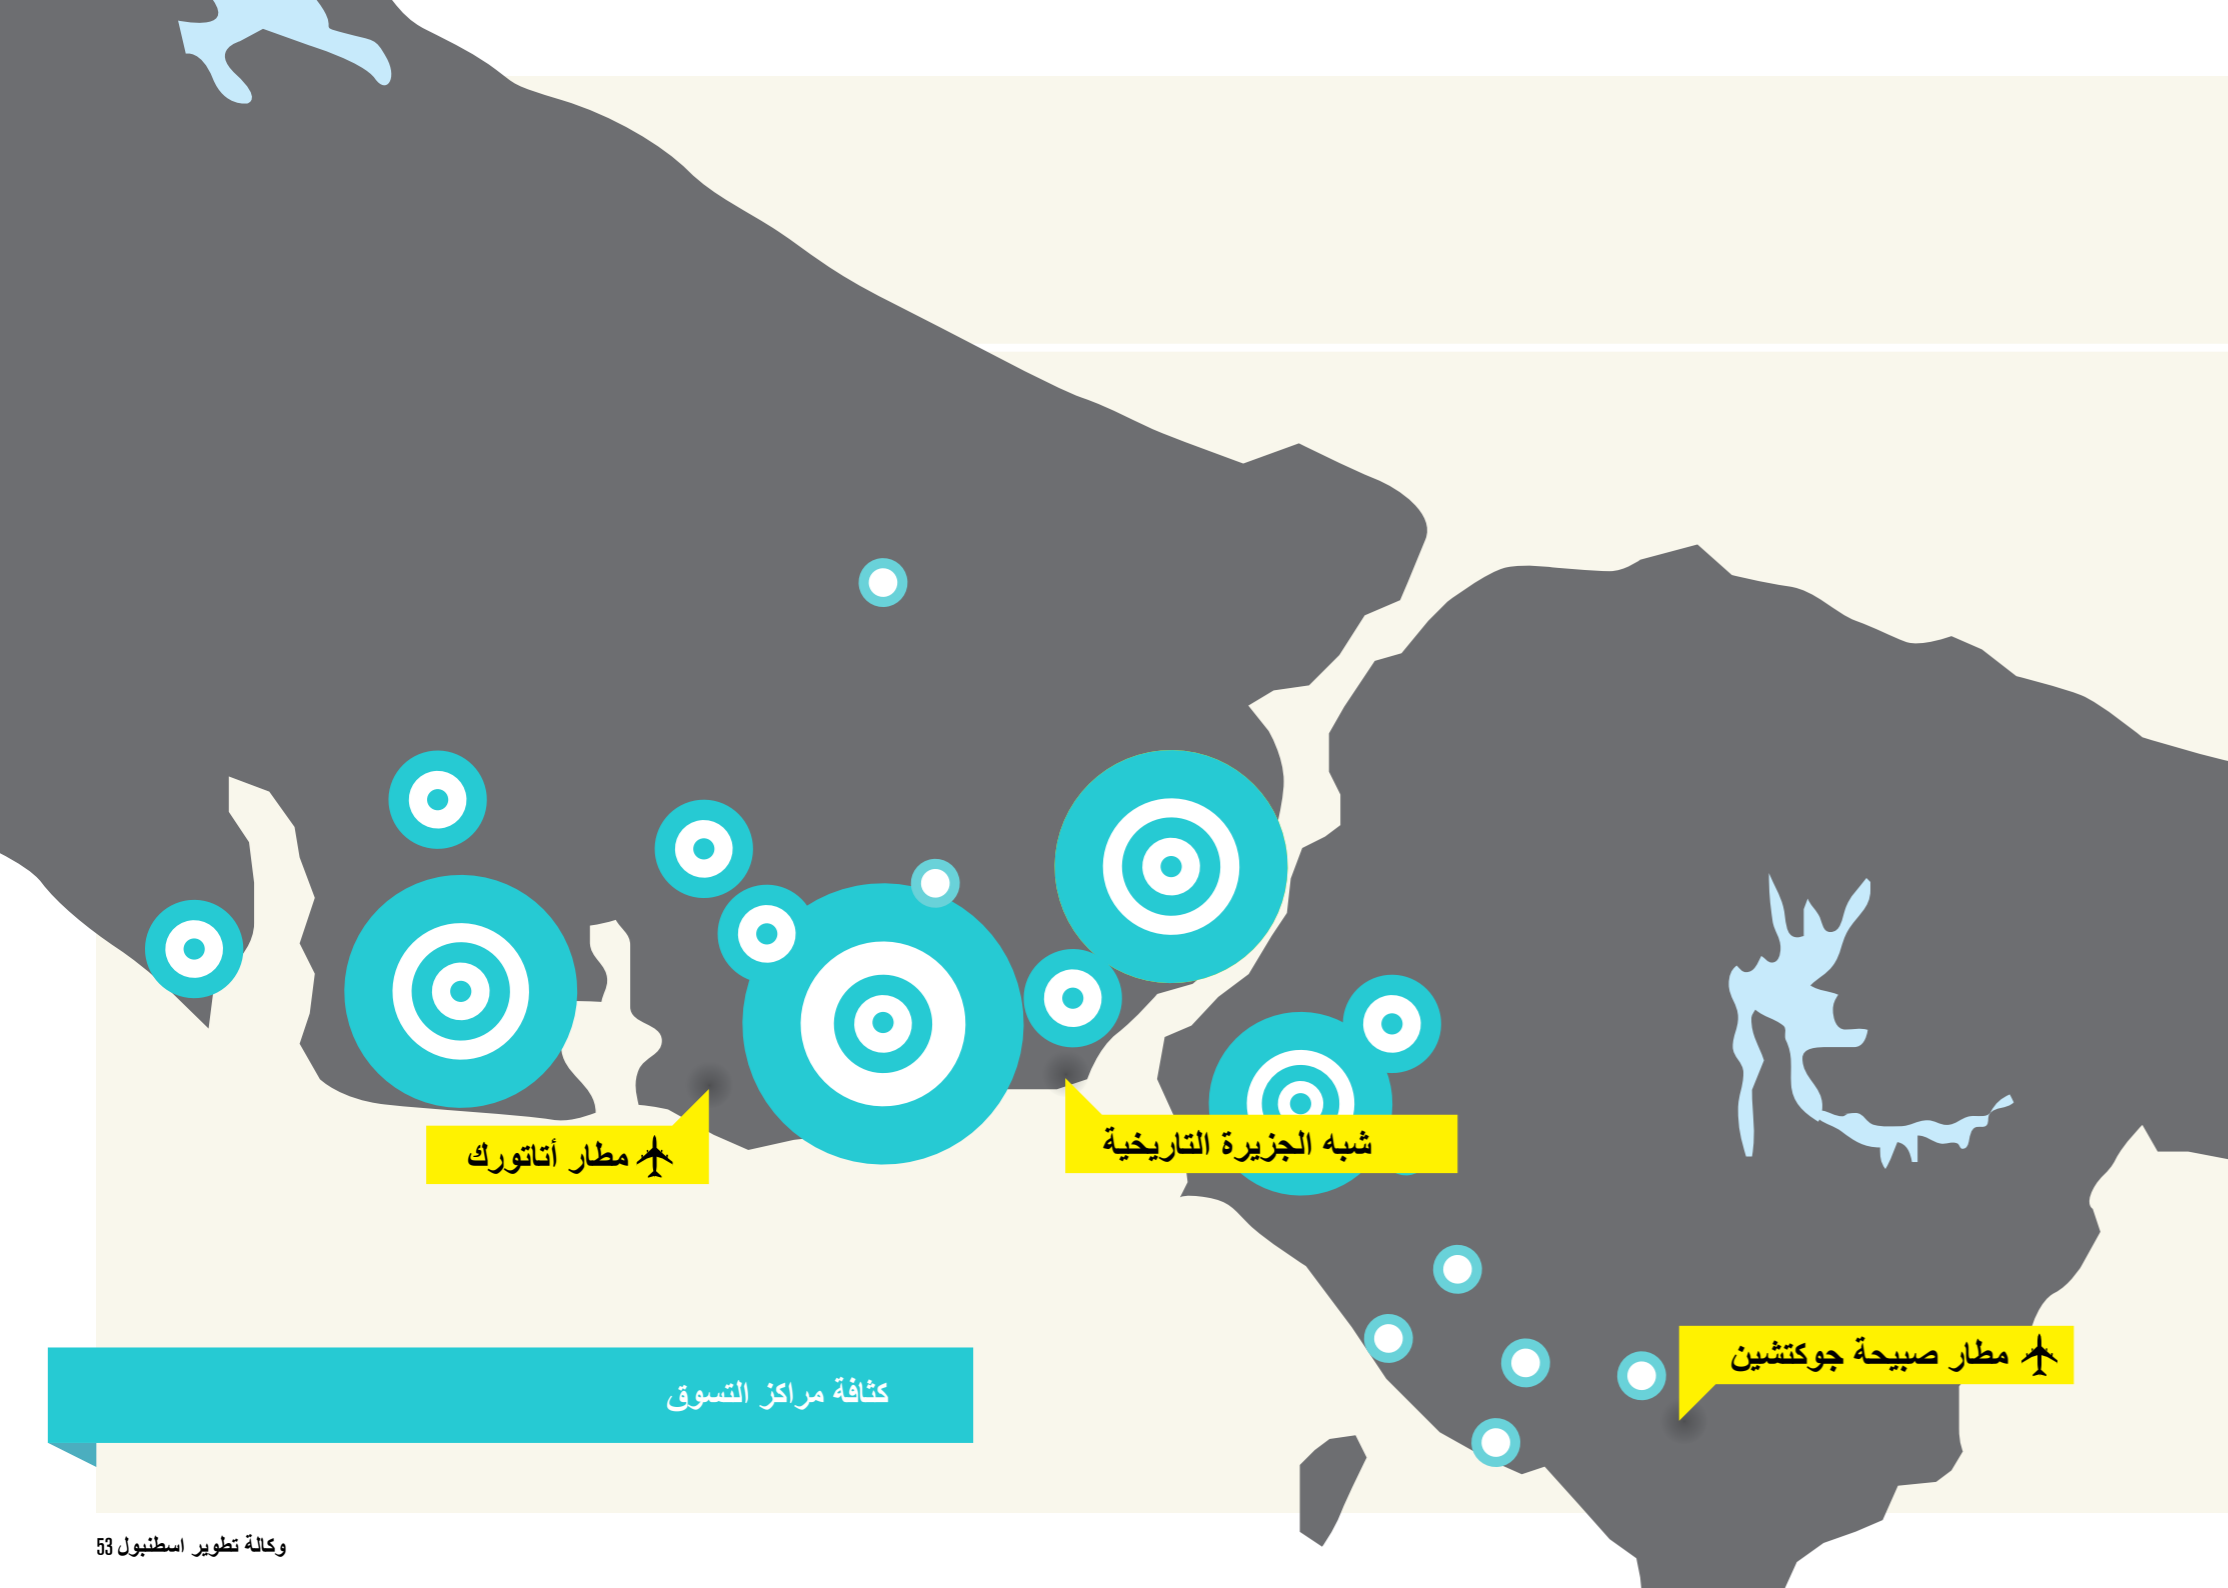 شبه الجزيرة التاريخية
مطار أتاتورك
مطار صبيحة جوكتشين
كثافة مراكز التسوق
وكالة تطوير اسطنبول 53